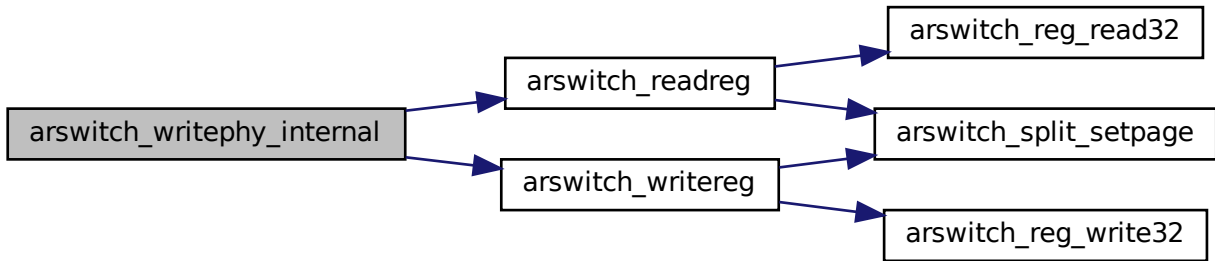 arswitch_writephy_internal
arswitch_readreg
arswitch_writereg
arswitch_reg_read32
arswitch_split_setpage
arswitch_reg_write32